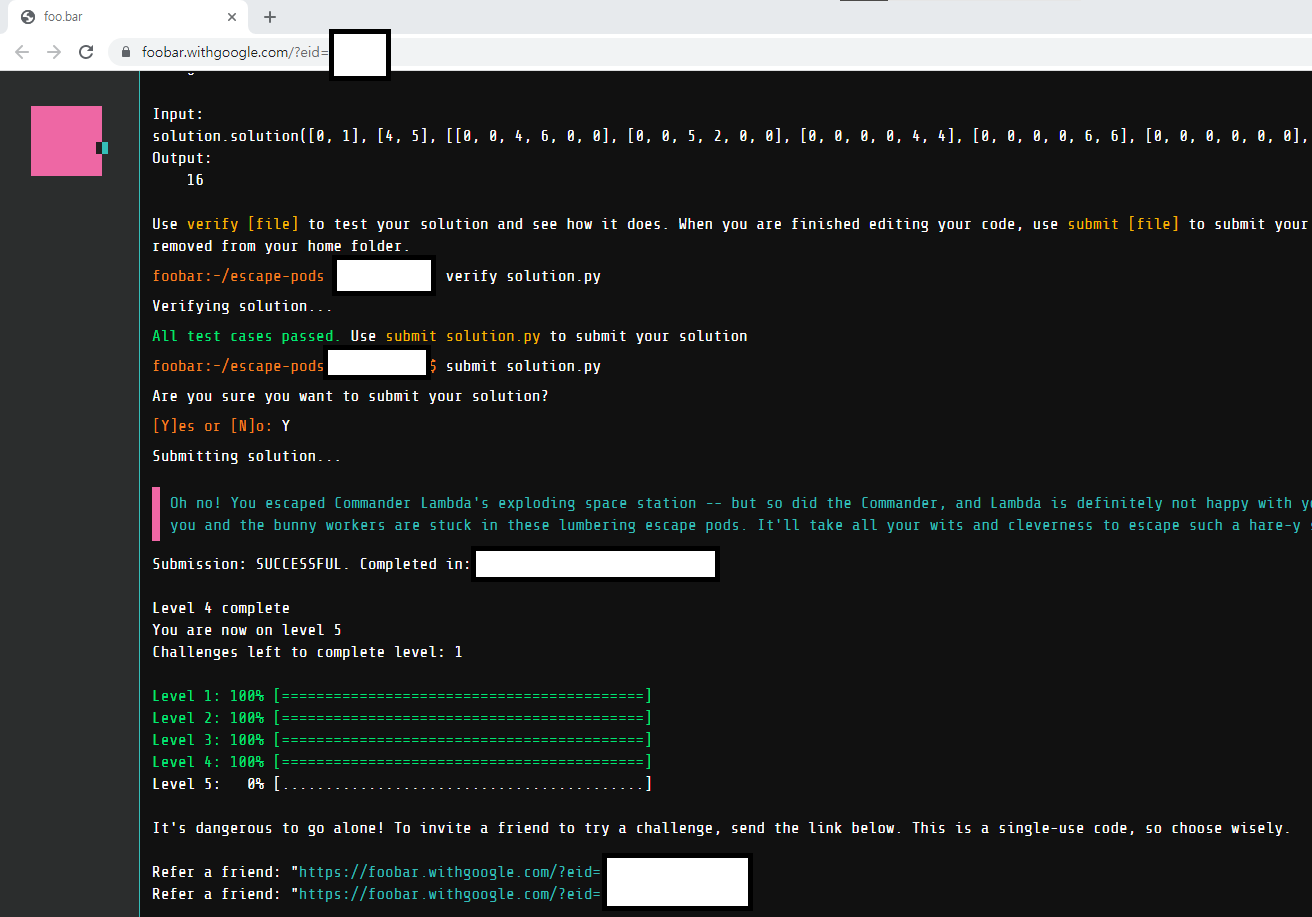 foo.bar
foobar.withgoogle.com/?eid=
Input:
solution.solution([0, 1], [4, 5], [[0, 0, 4, 6, 0, 0], [0, 0, 5, 2, 0, 0], [0, 0, 0, 0, 4, 4], [0, 0, 0, 0, 6, 6], [0, 0, 0, 0, 0, 0],
Output:
16
Use verify [file] to test your solution and see how it does. When you are finished editing your code, use submit [file] to submit your
removed from your home folder.
foobar:~/escape-pods verify solution.py
Verifying solution...
All test cases passed. Use submit solution.py to submit your solution
foobar:~/escape-pods $ submit solution.py
Are you sure you want to submit your solution?
[Y]es or [N]o: Y
Submitting solution...
Oh no! You escaped Commander Lambda's exploding space station -- but so did the Commander, and Lambda is definitely not happy with
you and the bunny workers are stuck in these lumbering escape pods. It'll take all your wits and cleverness to escape such a hare-y
Submission: SUCCESSFUL. Completed in:
Level 4 complete
You are now on level 5
Challenges left to complete level: 1
Level 1: 100% [==========================================]
Level 2: 100% [==========================================]
Level 3: 100% [==========================================]
Level 4: 100% [==========================================]
Level 5: 0% [..........................................]
It's dangerous to go alone! To invite a friend to try a challenge, send the link below. This is a single-use code, so choose wisely.
Refer a friend: "https://foobar.withgoogle.com/?eid=
Refer a friend: "https://foobar.withgoogle.com/?eid=